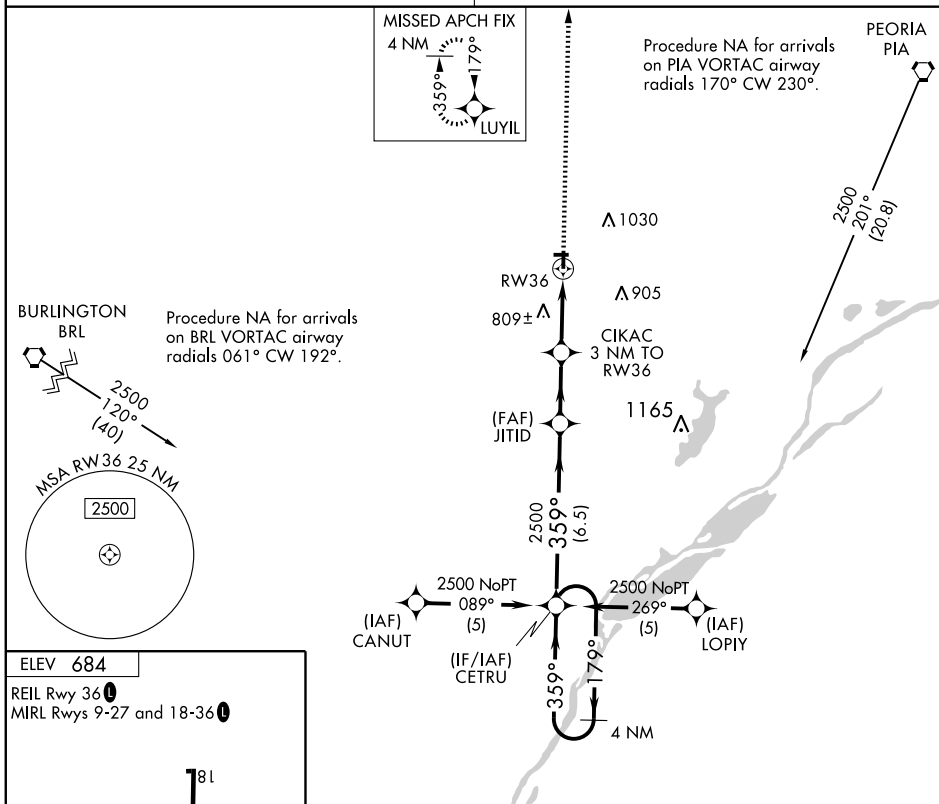 MISSED APCH FIX
4 NM
359°
179°
LUYIL
Procedure NA for arrivals
on PIA VORTAC airway
radials 170° CW 230°.
PEORIA
PIA
2500
201°
(20.8)
1030
RW36
905
809±
CIKAC
3 NM TO
RW36
BURLINGTON
BRL
Procedure NA for arrivals
on BRL VORTAC airway
radials 061° CW 192°.
2500
120°
(40)
(FAF)
JITID
1165
MSA RW36 25 NM
2500
2500
359°
(6.5)
2500 NoPT
089°
(5)
(IAF)
CANUT
2500 NoPT
269°
(5)
(IAF)
LOPIY
(IF/IAF)
CETRU
359°
179°
4 NM
ELEV 684
REIL Rwy 36 L
MIRL Rwys 9-27 and 18-36 L
18